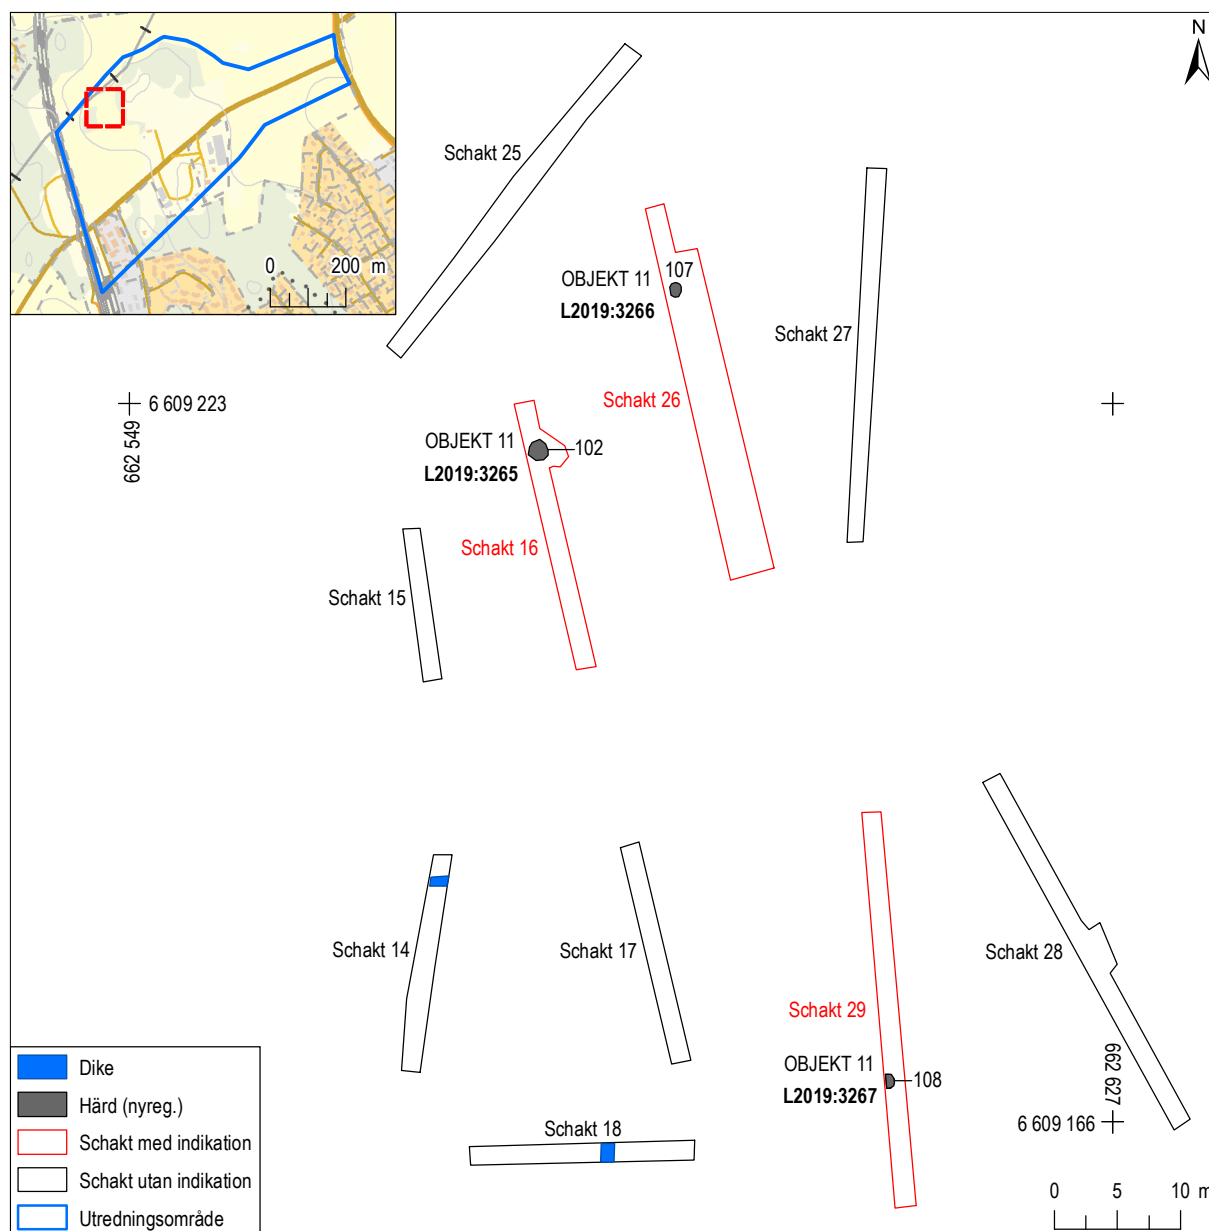 N
0 200 m
Schakt 25
107
OBJEKT 11
L2019:3266
Schakt 27
Schakt 26
6 609 223
662 549
OBJEKT 11
102
L2019:3265
Schakt 16
Schakt 15
Schakt 14
Schakt 17
Schakt 28
Schakt 29
OBJEKT 11
108
L2019:3267
662 627
6 609 166
Schakt 18
Dike
Härd (nyreg.)
Schakt med indikation
Schakt utan indikation
Utredningsområde
0 5 10 m